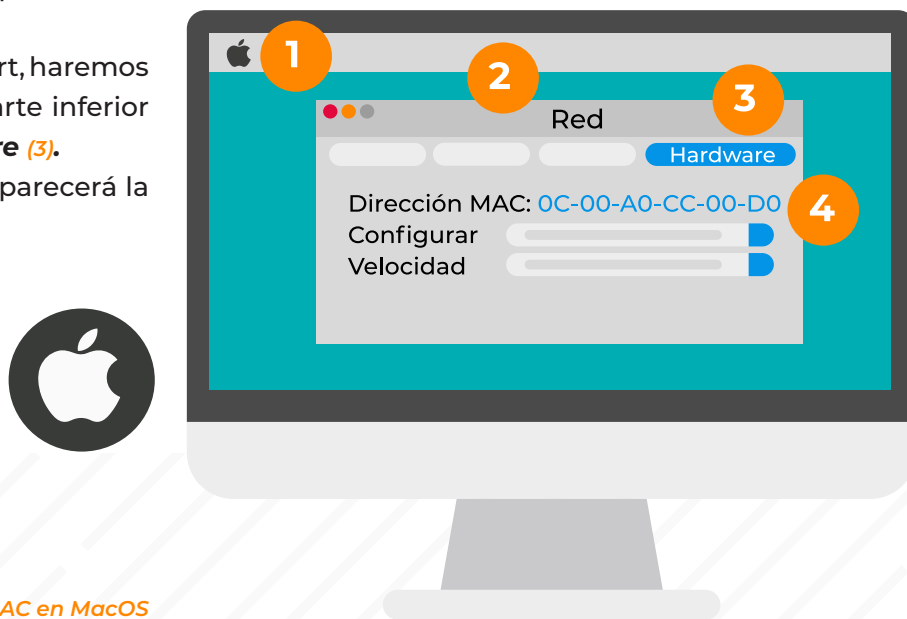 rt, haremos
arte inferior
re (3).
parecerá la
1
2
3
Red
Hardware
Dirección MAC: 0C-00-A0-CC-00-D0
4
Configurar
Velocidad
AC en MacOS